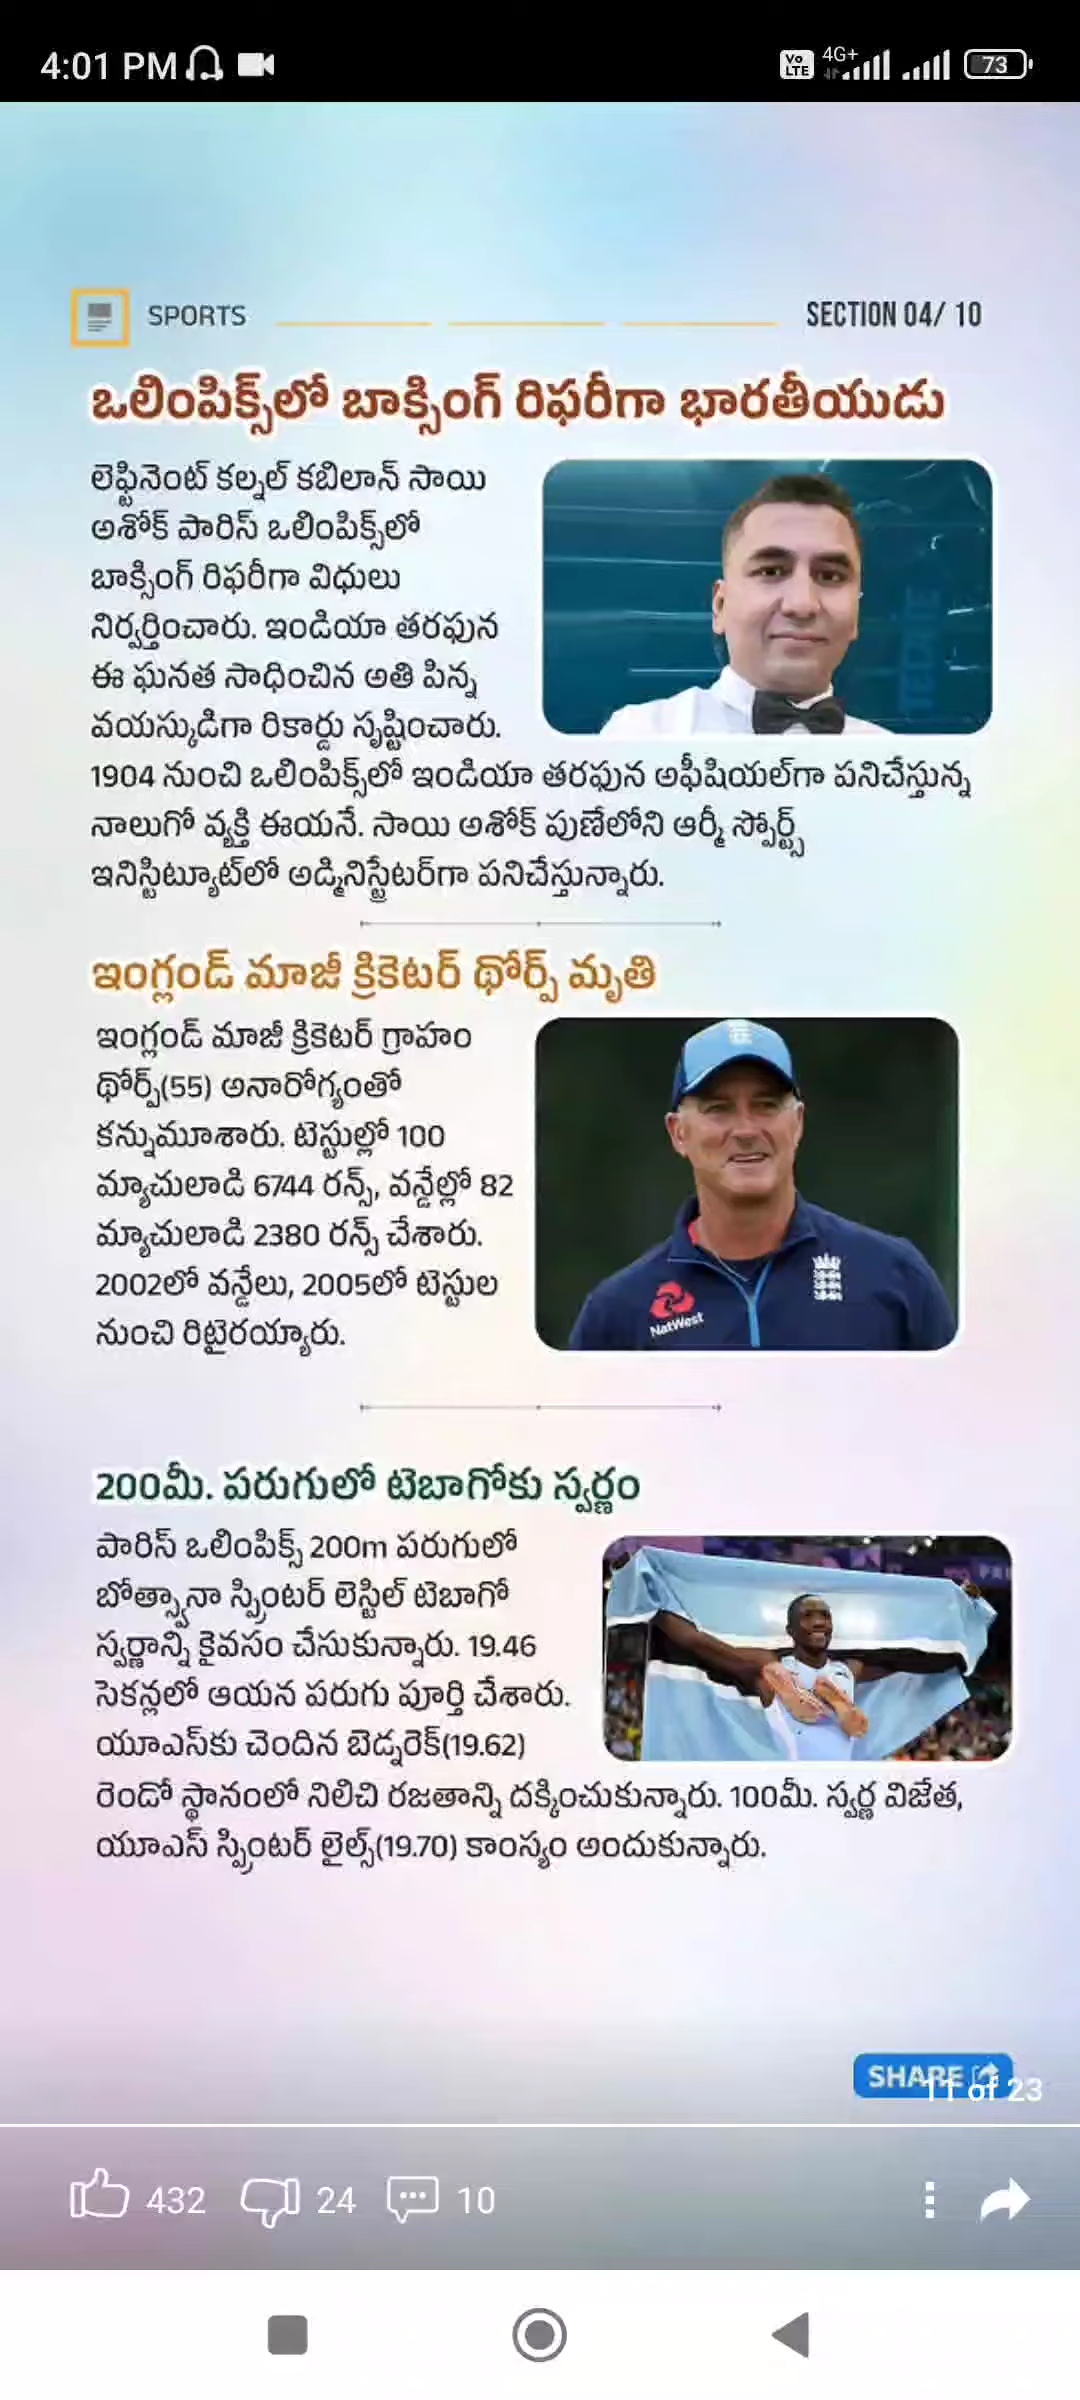 4:01 PM
Vo LTE 4G+ 73
SPORTS
SECTION 04/ 10
ఒలింపిక్స్‌లో బాక్సింగ్ రిఫరీగా భారతీయుడు
లెఫ్టినెంట్ కల్నల్ కబిలాన్ సాయి
అశోక్ పారిస్ ఒలింపిక్స్‌లో
బాక్సింగ్ రిఫరీగా విధులు
నిర్వర్తించారు. ఇండియా తరఫున
ఈ ఘనత సాధించిన అతి పిన్న
వయస్కుడిగా రికార్డు సృష్టించారు.
1904 నుంచి ఒలింపిక్స్‌లో ఇండియా తరఫున అఫీషియల్‌గా పనిచేస్తున్న
నాలుగో వ్యక్తి ఈయనే. సాయి అశోక్ పుణేలోని ఆర్మీ స్పోర్ట్స్
ఇనిస్టిట్యూట్‌లో అడ్మినిస్ట్రేటర్‌గా పనిచేస్తున్నారు.
TECATE
ఇంగ్లండ్ మాజీ క్రికెటర్ థోర్ప్ మృతి
ఇంగ్లండ్ మాజీ క్రికెటర్ గ్రాహం
థోర్ప్(55) అనారోగ్యంతో
కన్నుమూశారు. టెస్టుల్లో 100
మ్యాచులాడి 6744 రన్స్, వన్డేల్లో 82
మ్యాచులాడి 2380 రన్స్ చేశారు.
2002లో వన్డేలు, 2005లో టెస్టుల
నుంచి రిటైరయ్యారు.
NatWest
200మీ. పరుగులో టెబాగోకు స్వర్ణం
పారిస్ ఒలింపిక్స్ 200m పరుగులో
బోత్స్వానా స్ప్రింటర్ లెస్టిల్ టెబాగో
స్వర్ణాన్ని కైవసం చేసుకున్నారు. 19.46
సెకన్లలో ఆయన పరుగు పూర్తి చేశారు.
యూఎస్‌కు చెందిన బెడ్నరెక్(19.62)
రెండో స్థానంలో నిలిచి రజతాన్ని దక్కించుకున్నారు. 100మీ. స్వర్ణ విజేత,
యూఎస్ స్ప్రింటర్ లైల్స్(19.70) కాంస్యం అందుకున్నారు.
SHARE
11 of 23
432 24 10